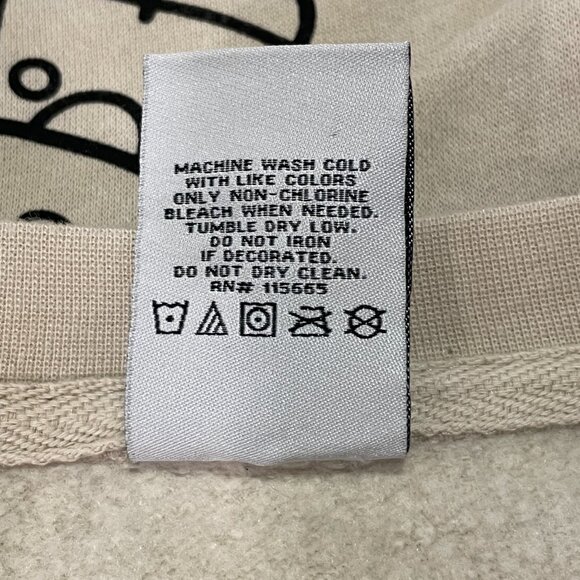 MACHINE WASH COLD
WITH LIKE COLORS
ONLY NON-CHLORINE
BLEACH WHEN NEEDED.
TUMBLE DRY LOW.
DO NOT IRON
IF DECORATED.
DO NOT DRY CLEAN.
RN# 115665